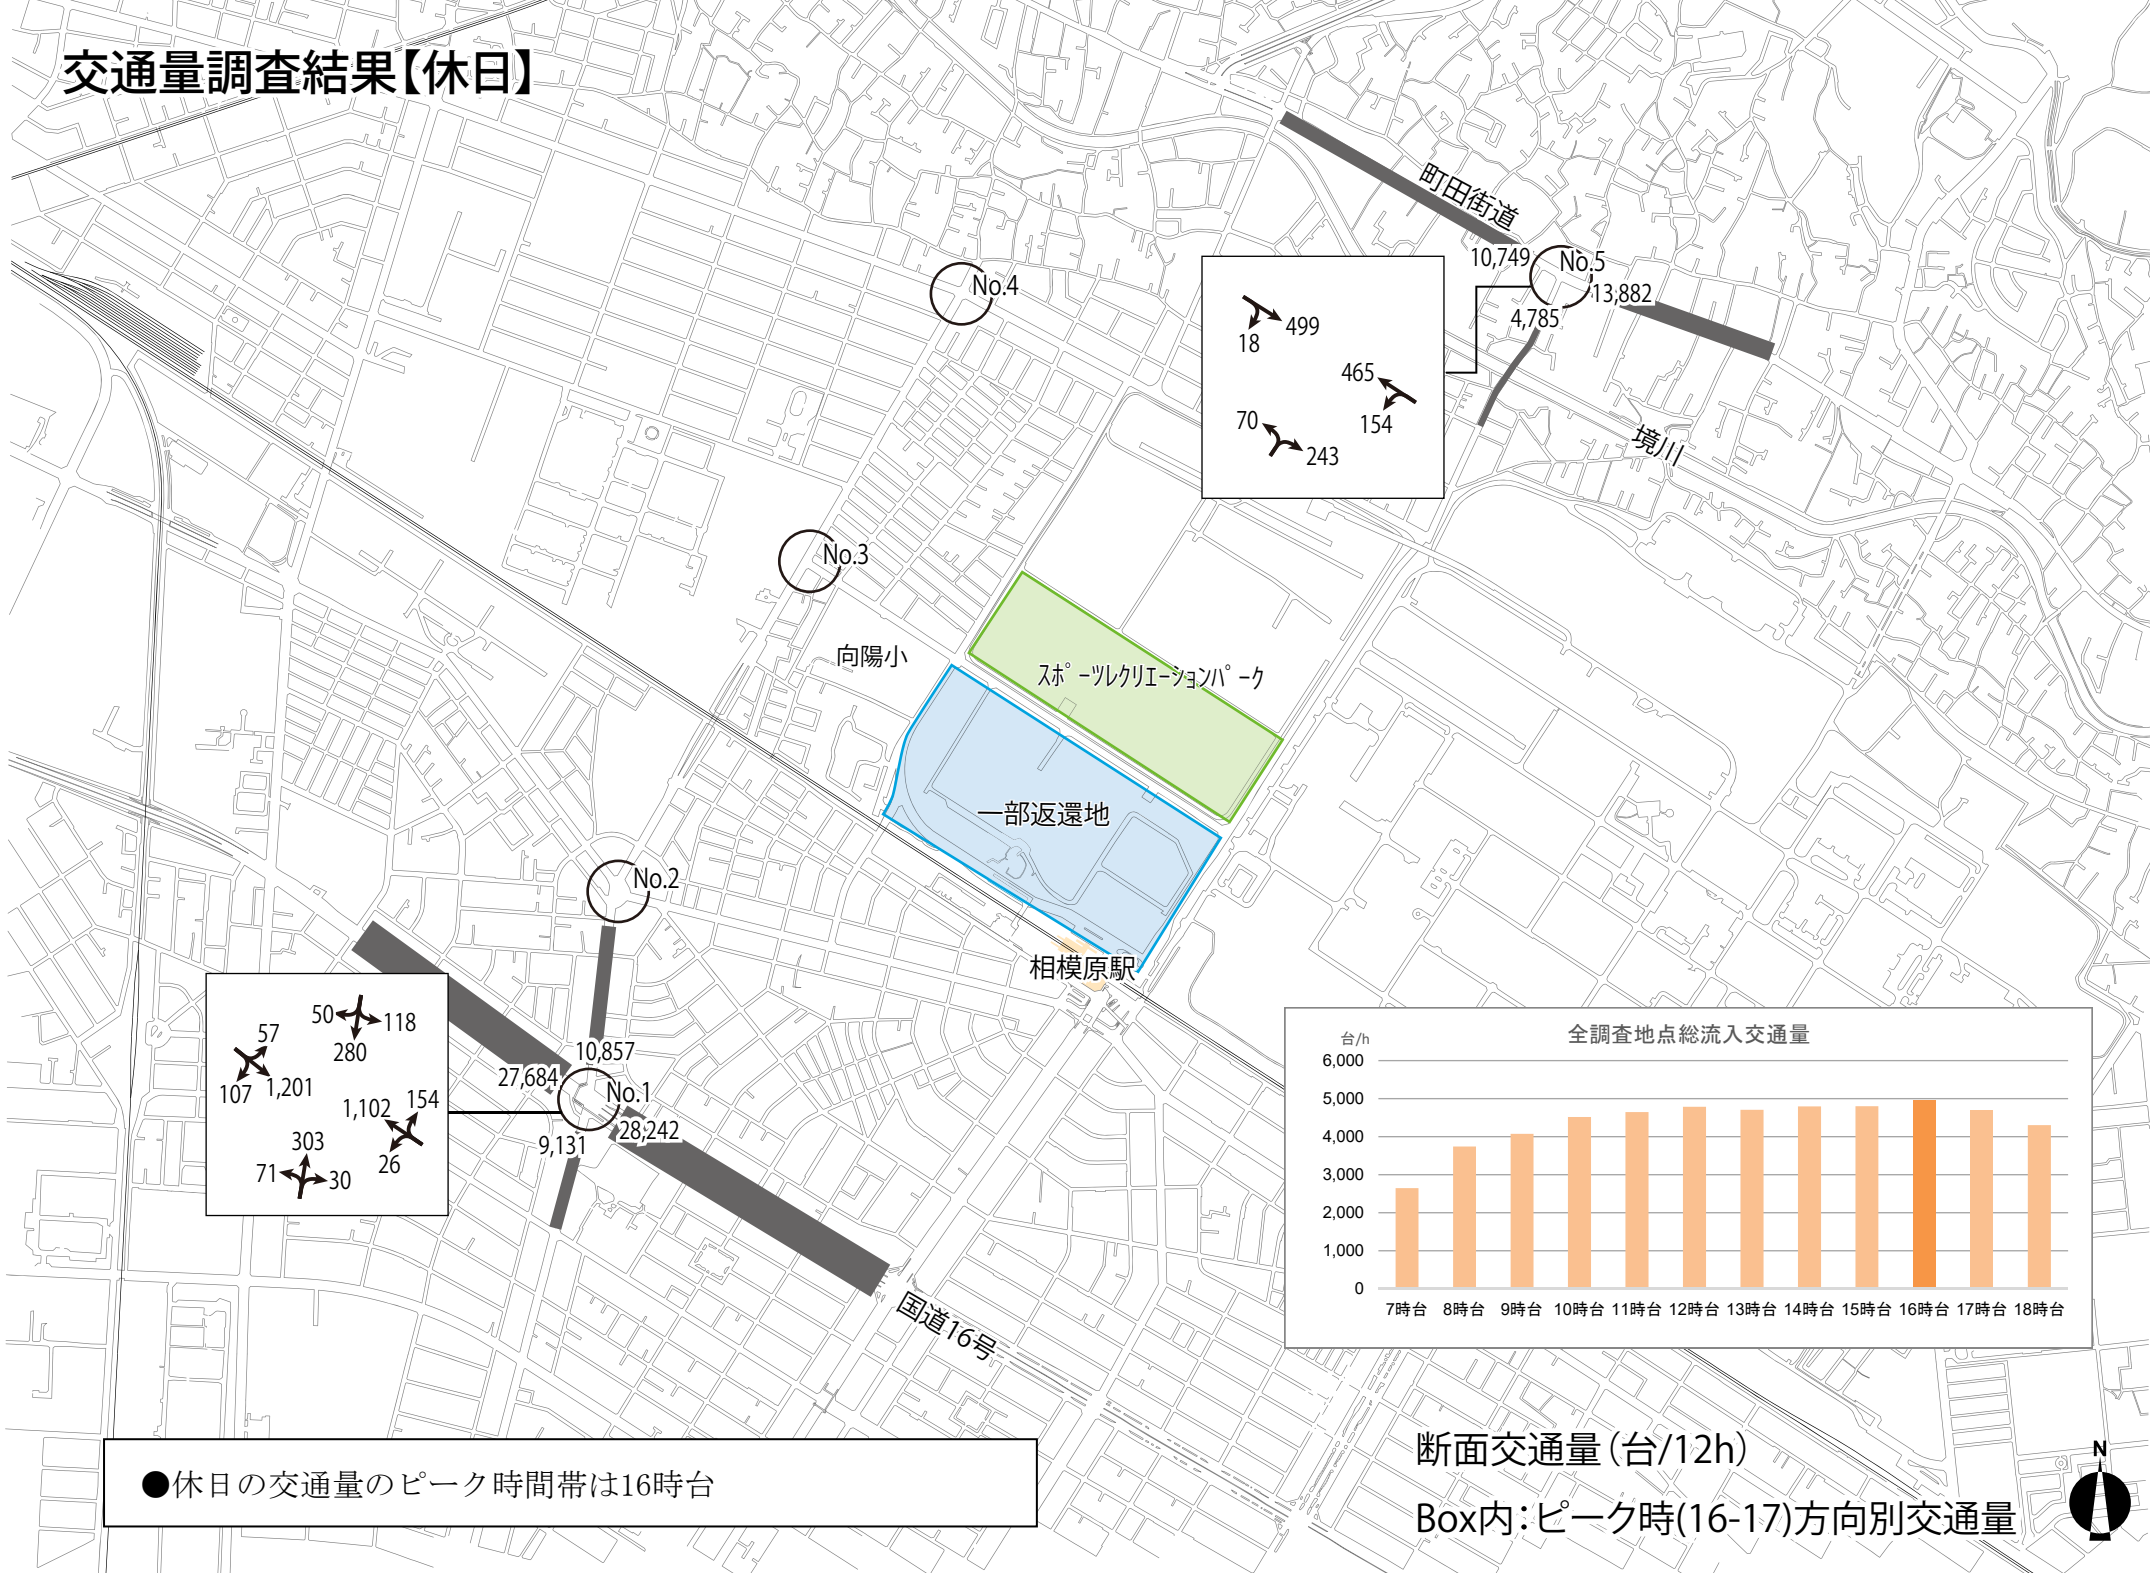 交通量調査結果【休日】
町田街道
10,749
No.5
13,882
4,785
No.4
499
18
465
154
70
243
境川
No.3
向陽小
スポーツレクリエーションパーク
一部返還地
No.2
相模原駅
50
118
280
57
107
1,201
1,102
154
26
303
71
30
10,857
27,684
No.1
28,242
9,131
国道16号
全調査地点総流入交通量
台/h
6,000
5,000
4,000
3,000
2,000
1,000
0
7時台 8時台 9時台 10時台 11時台 12時台 13時台 14時台 15時台 16時台 17時台 18時台
●休日の交通量のピーク時間帯は16時台
断面交通量（台/12h）
Box内：ピーク時(16-17)方向別交通量
N